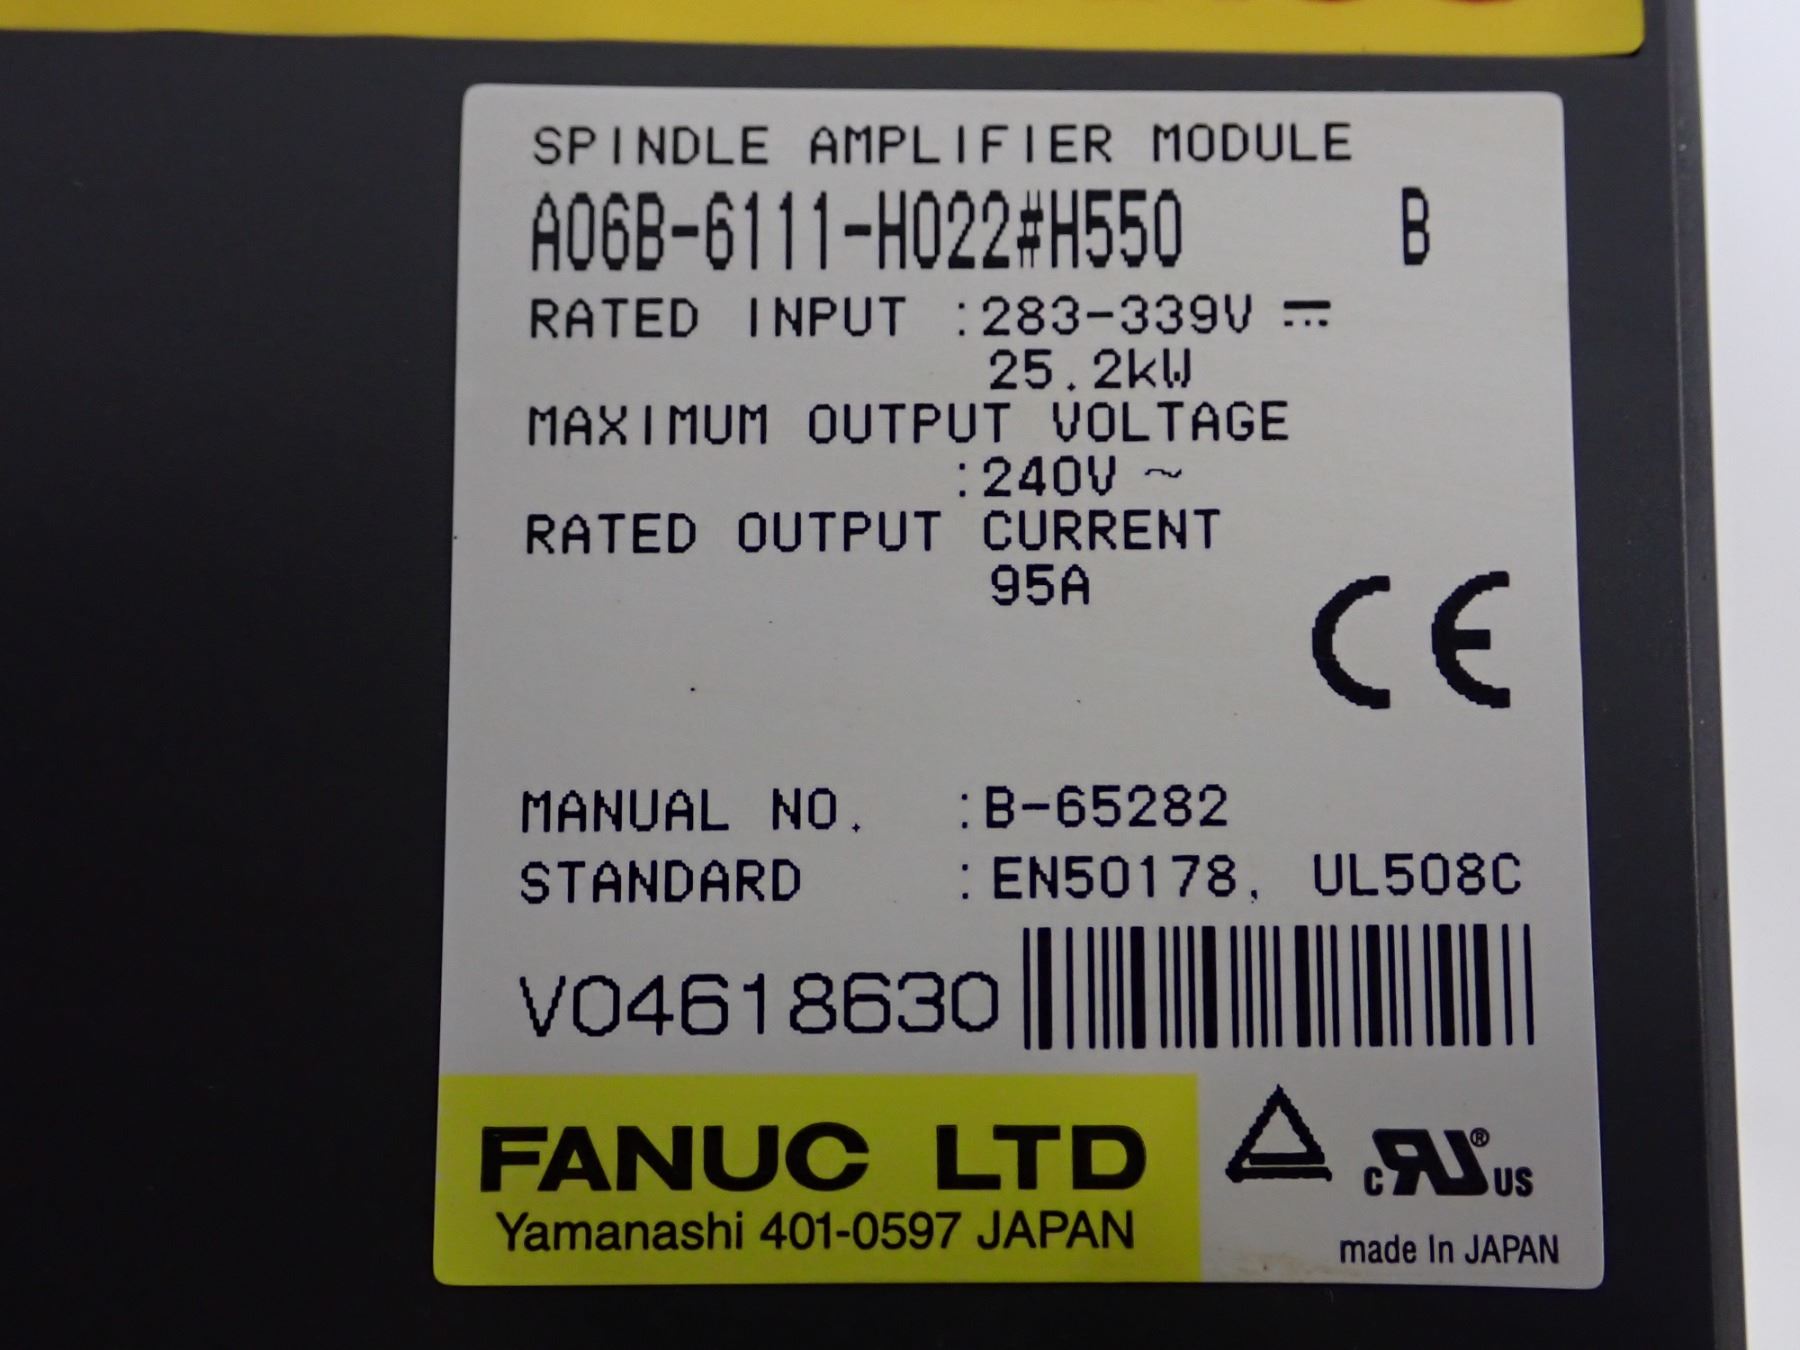 SPINDLE AMPLIFIER MODULE
A06B-6111-H022#H550 B
RATED INPUT :283-339V ⎓
25.2kW
MAXIMUM OUTPUT VOLTAGE
:240V ~
RATED OUTPUT CURRENT
95A
CE
MANUAL NO. :B-65282
STANDARD :EN50178, UL508C
V04618630
FANUC LTD
Yamanashi 401-0597 JAPAN
c RU ® US
made In JAPAN